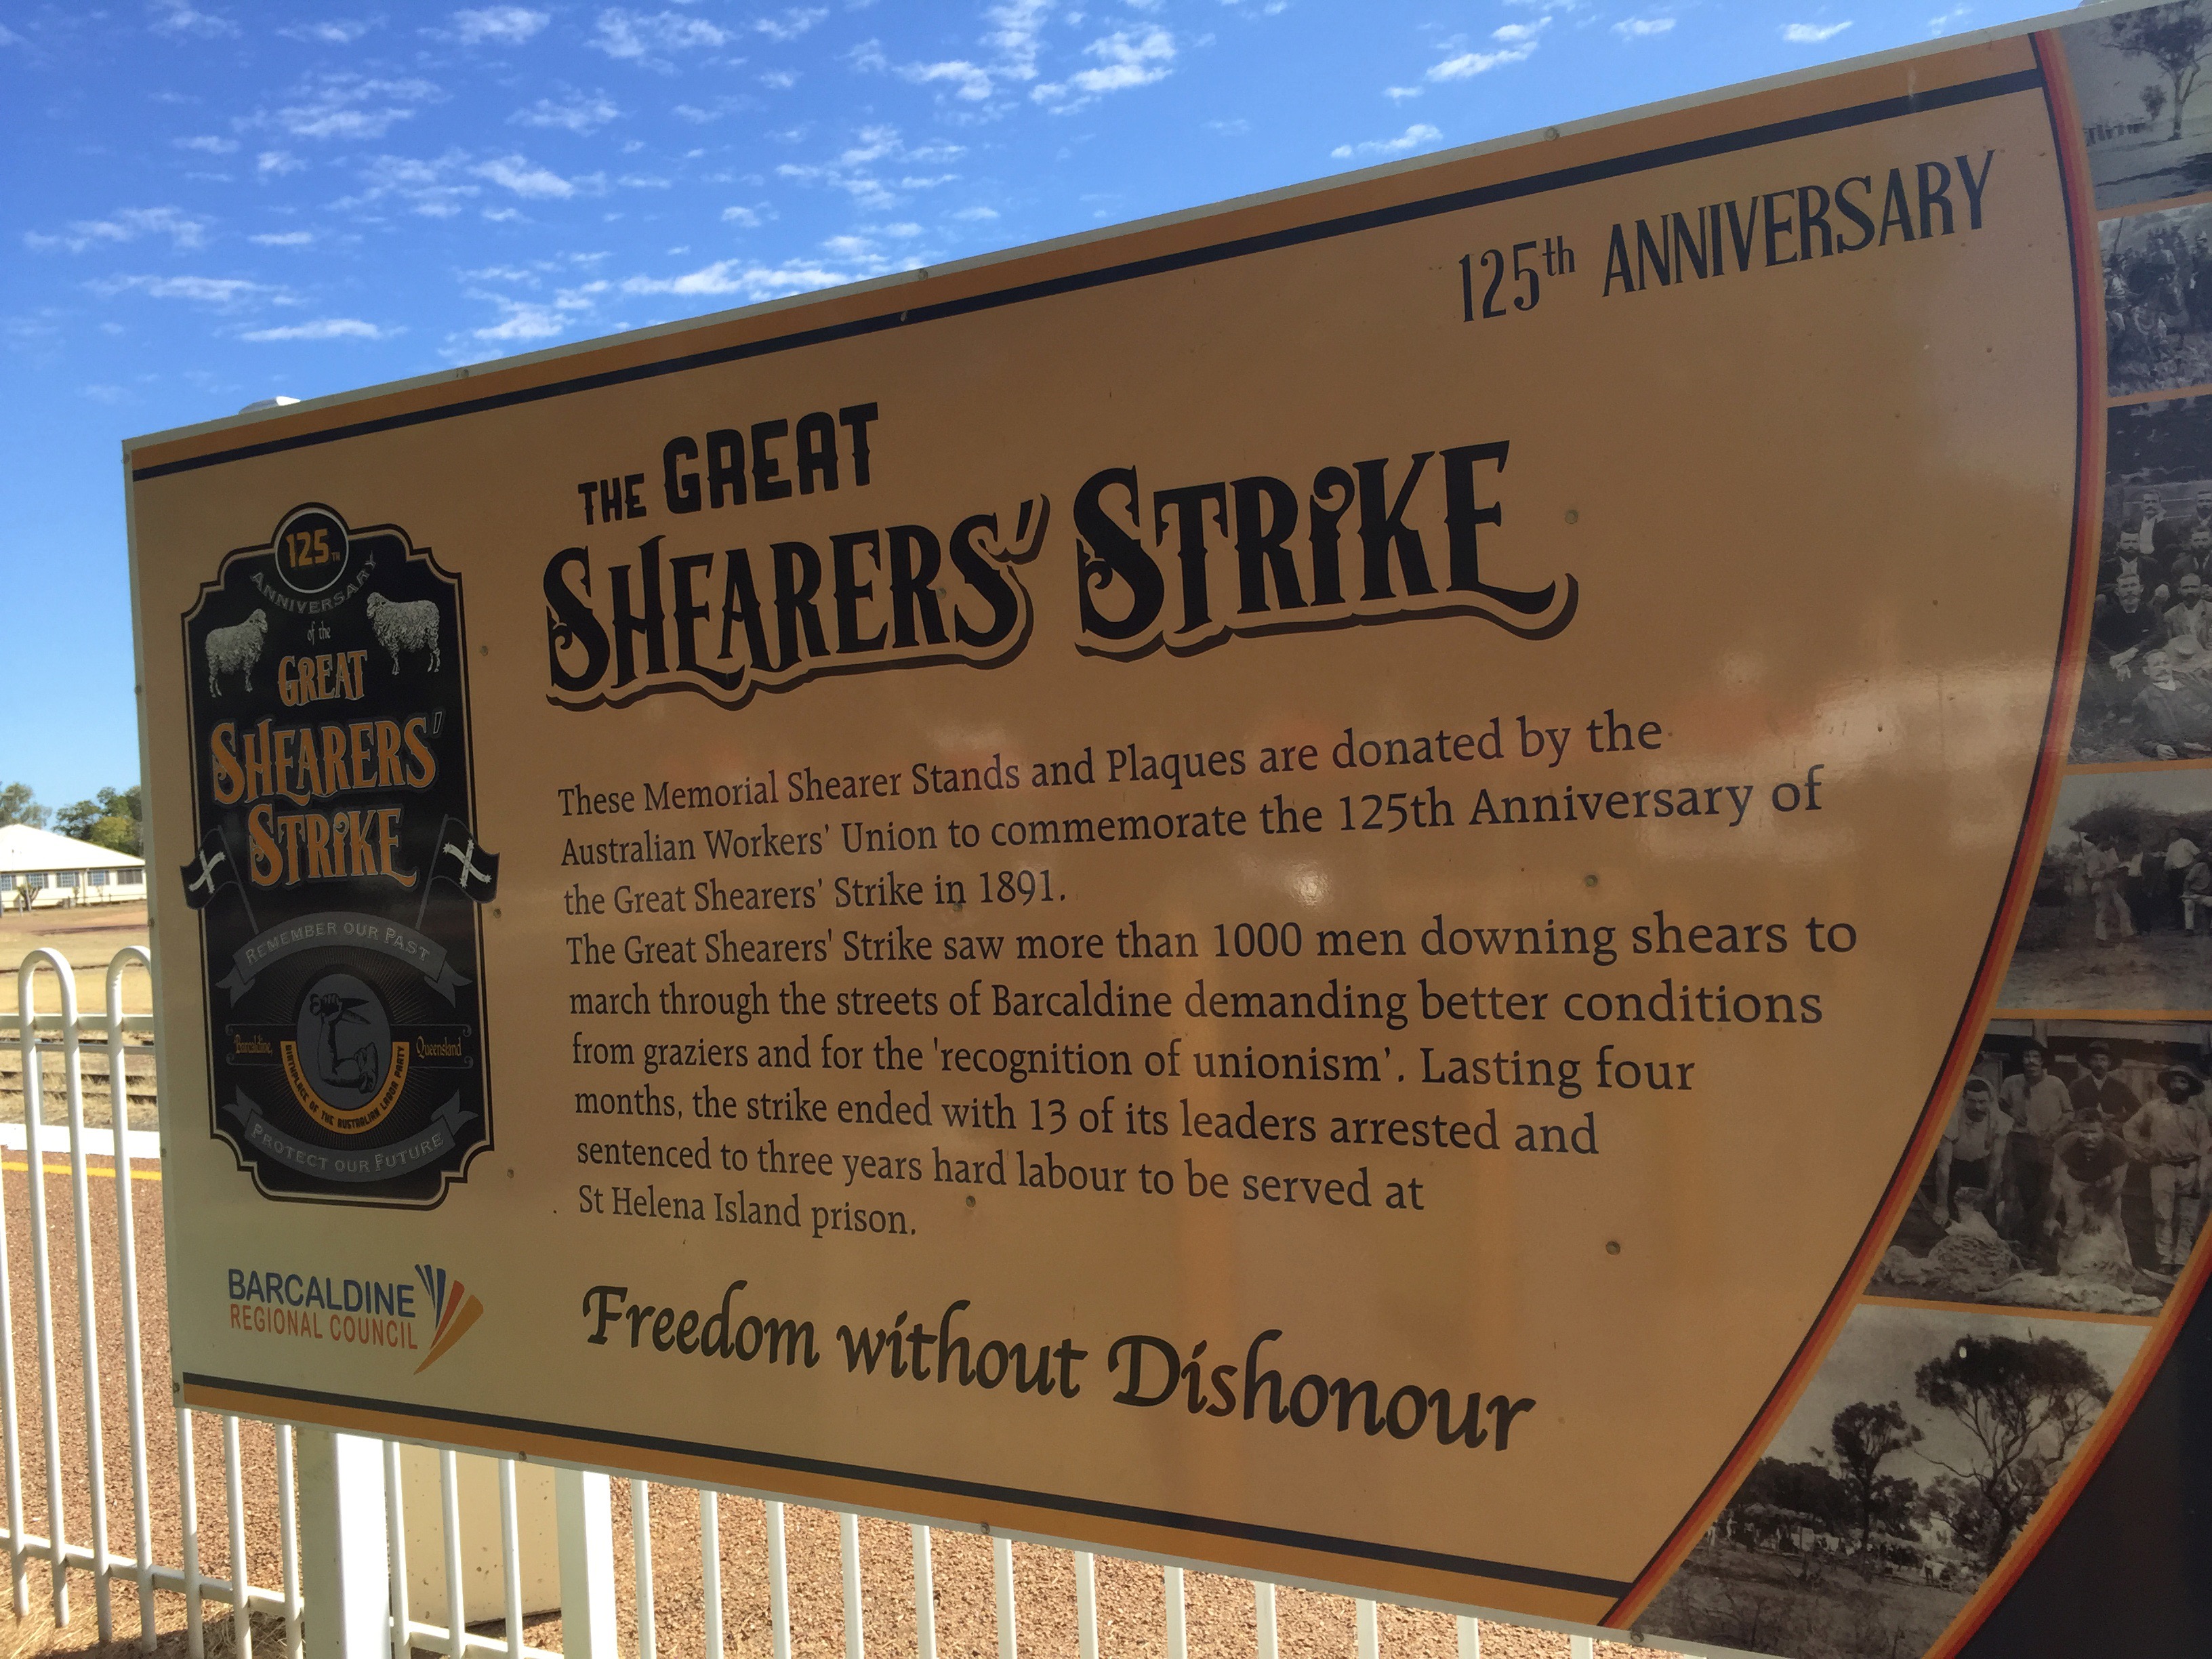 125th ANNIVERSARY
THE GREAT
SHEARERS' STRIKE
These Memorial Shearer Stands and Plaques are donated by the
Australian Workers' Union to commemorate the 125th Anniversary of
the Great Shearers' Strike in 1891.
The Great Shearers' Strike saw more than 1000 men downing shears to
march through the streets of Barcaldine demanding better conditions
from graziers and for the 'recognition of unionism'. Lasting four
months, the strike ended with 13 of its leaders arrested and
sentenced to three years hard labour to be served at
St Helena Island prison.
Freedom without Dishonour
125TH
ANNIVERSARY
of the
GREAT
SHEARERS'
STRIKE
REMEMBER OUR PAST
Barcaldine, Queensland
BIRTHPLACE OF THE AUSTRALIAN LABOR PARTY
PROTECT OUR FUTURE
BARCALDINE
REGIONAL COUNCIL